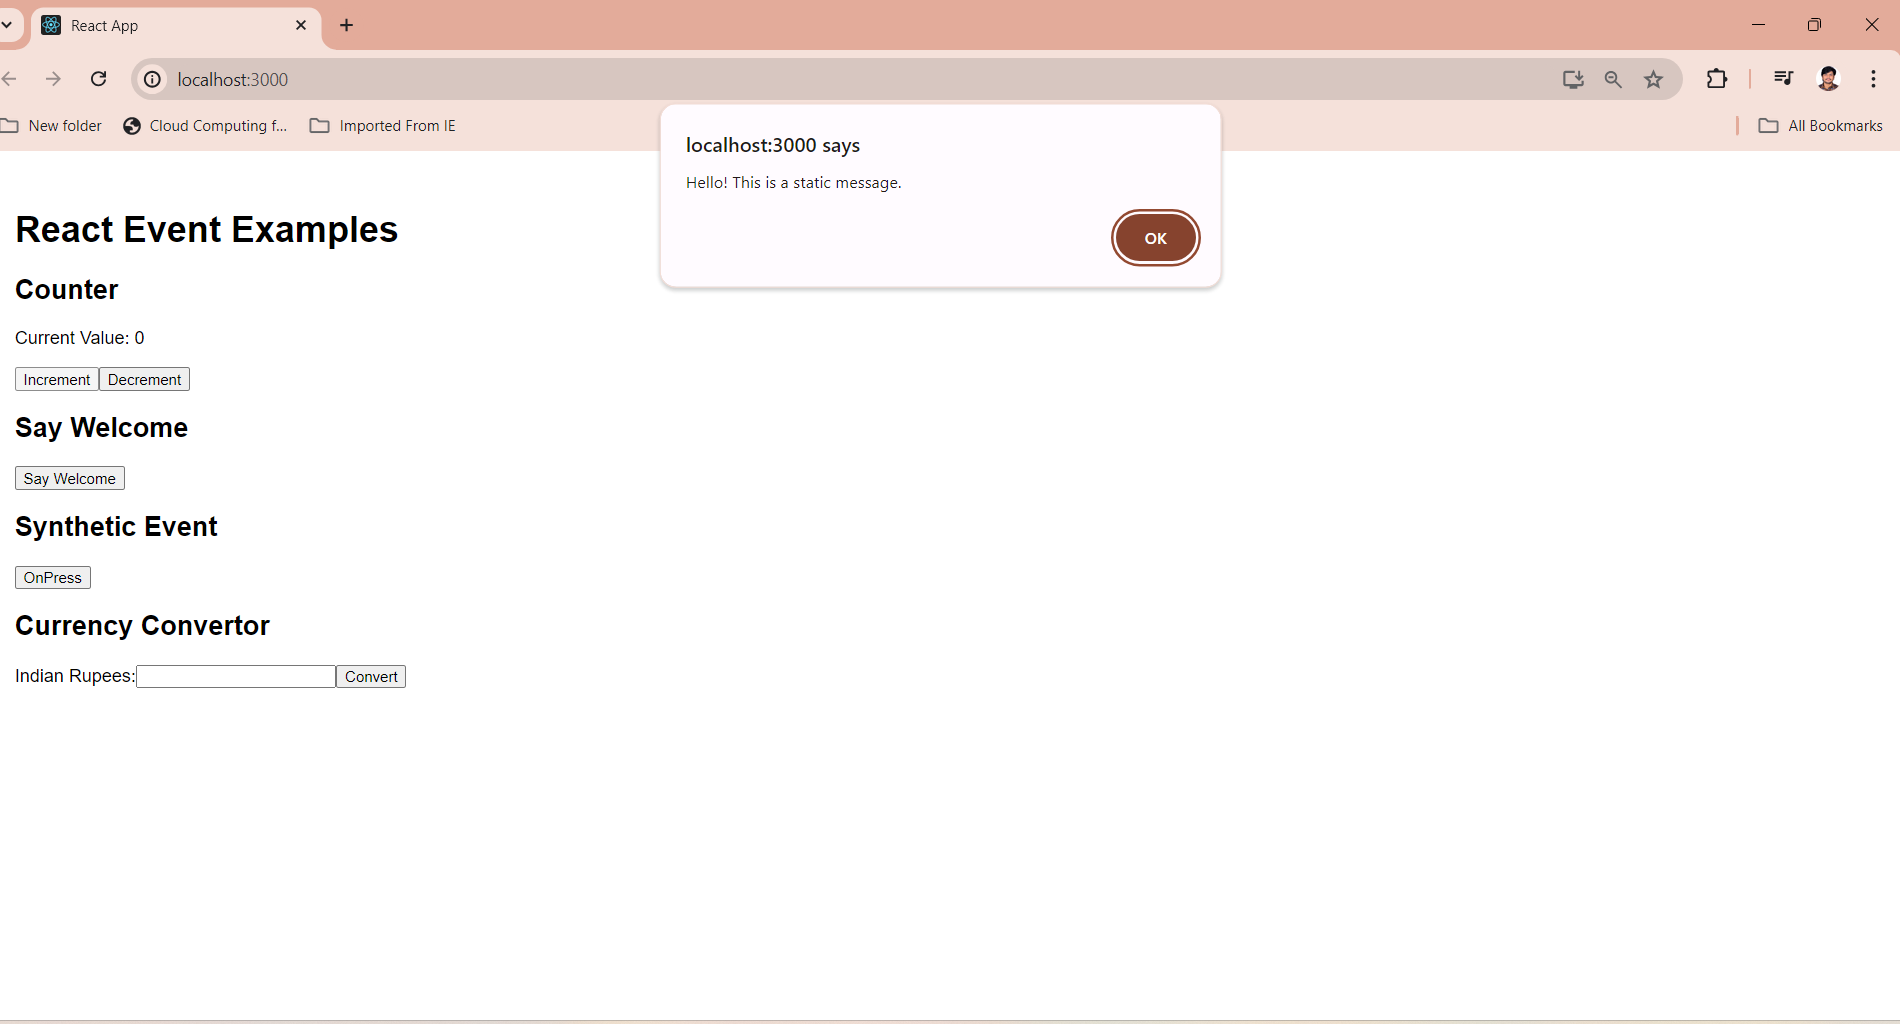 React App
localhost:3000
New folder
Cloud Computing f...
Imported From IE
All Bookmarks
localhost:3000 says
Hello! This is a static message.
OK
React Event Examples
Counter
Current Value: 0
Increment Decrement
Say Welcome
Say Welcome
Synthetic Event
OnPress
Currency Convertor
Indian Rupees: Convert